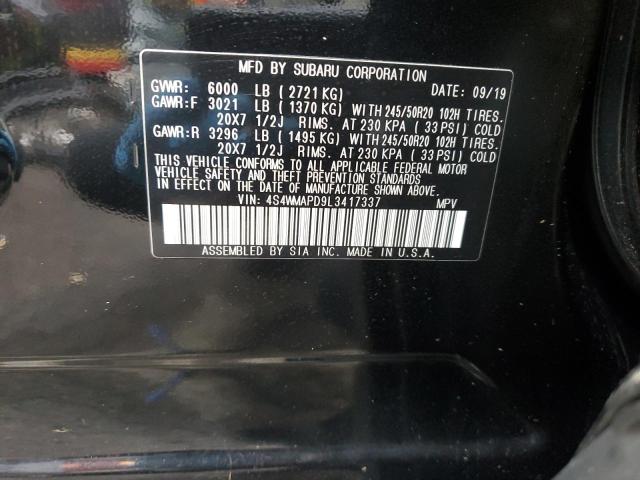 MFD BY SUBARU CORPORATION
GVWR: 6000 LB ( 2721 KG) DATE: 09/19
GAWR:F 3021 LB ( 1370 KG) WITH 245/50R20 102H TIRES.
20X7 1/2J RIMS. AT 230 KPA ( 33 PSI) COLD
GAWR:R 3296 LB ( 1495 KG) WITH 245/50R20 102H TIRES.
20X7 1/2J RIMS. AT 230 KPA ( 33 PSI) COLD
THIS VEHICLE CONFORMS TO ALL APPLICABLE FEDERAL MOTOR
VEHICLE SAFETY AND THEFT PREVENTION STANDARDS
IN EFFECT ON THE DATE OF MANUFACTURE SHOWN ABOVE.
VIN: 4S4WMAPD9L3417337 MPV
ASSEMBLED BY SIA INC. MADE IN U.S.A.